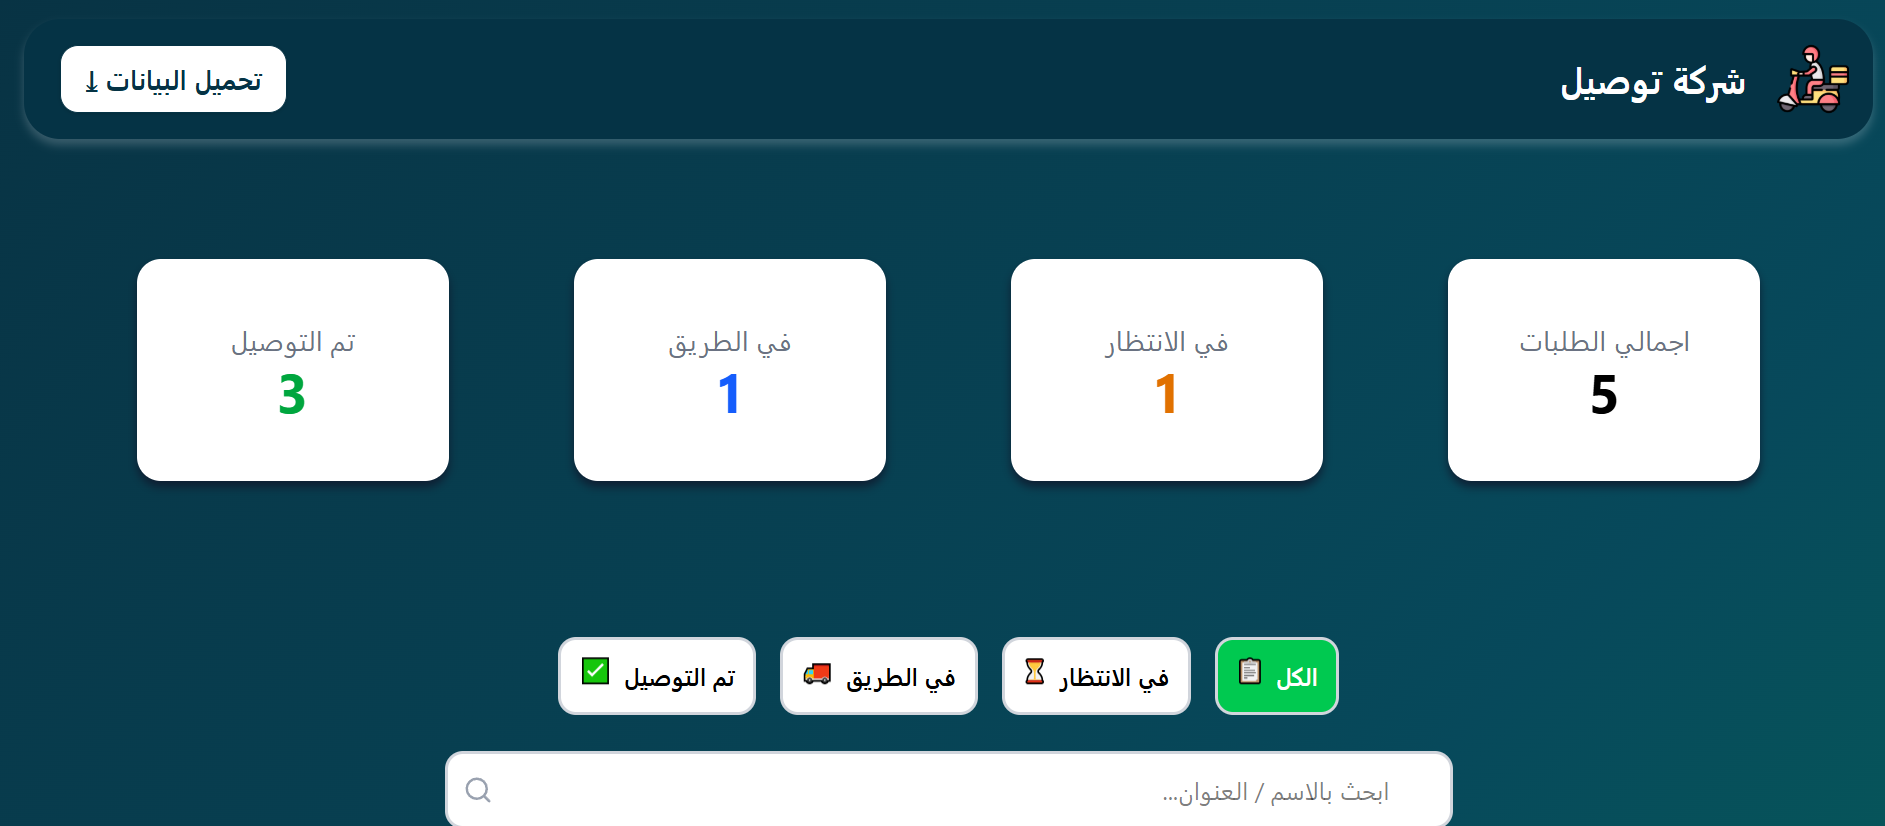 شركة توصيل
تحميل البيانات ⤓
اجمالي الطلبات
5
في الانتظار
1
في الطريق
1
تم التوصيل
3
الكل 📋
في الانتظار ⏳
في الطريق 🚚
تم التوصيل ✅
ابحث بالاسم / العنوان...